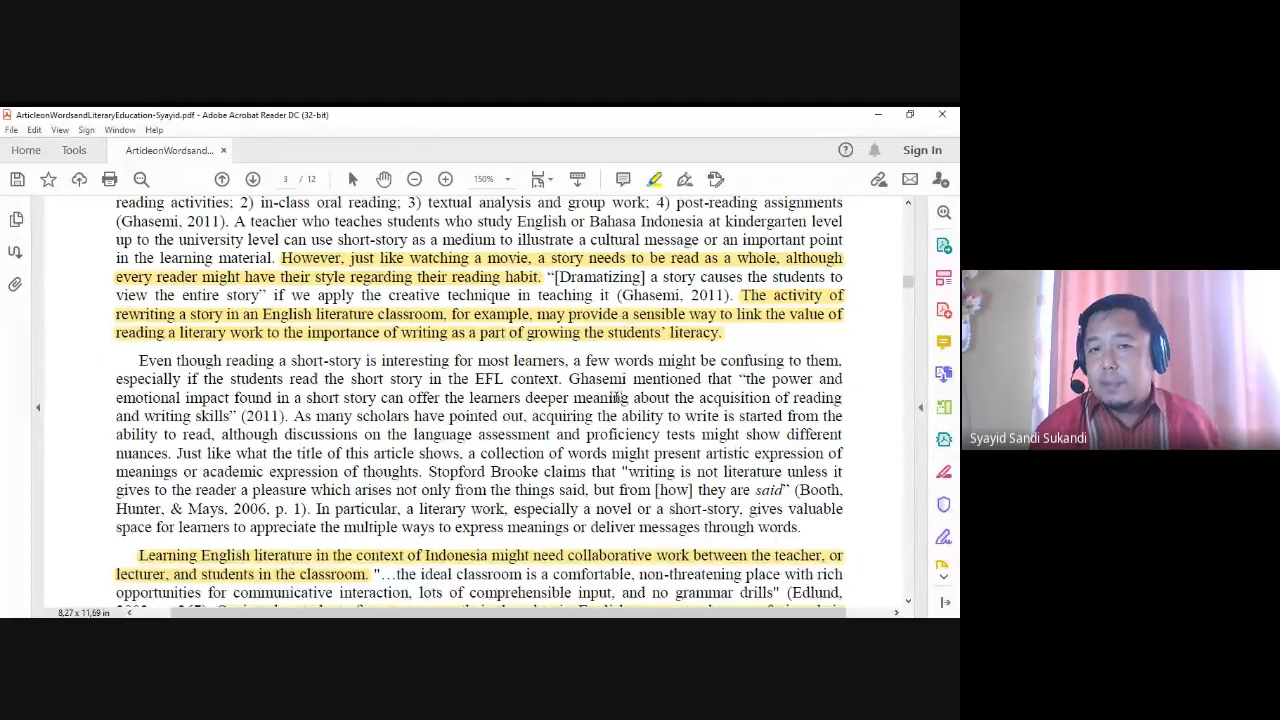 ArticleonWordsandLiteraryEducation-Syayid.pdf - Adobe Acrobat Reader DC (32-bit)
File Edit View Sign Window Help
Home Tools ArticleonWordsand... × Sign In
3 / 12 150%
reading activities; 2) in-class oral reading; 3) textual analysis and group work; 4) post-reading assignments
(Ghasemi, 2011). A teacher who teaches students who study English or Bahasa Indonesia at kindergarten level
up to the university level can use short-story as a medium to illustrate a cultural message or an important point
in the learning material. However, just like watching a movie, a story needs to be read as a whole, although
every reader might have their style regarding their reading habit. “[Dramatizing] a story causes the students to
view the entire story” if we apply the creative technique in teaching it (Ghasemi, 2011). The activity of
rewriting a story in an English literature classroom, for example, may provide a sensible way to link the value of
reading a literary work to the importance of writing as a part of growing the students’ literacy.
Even though reading a short-story is interesting for most learners, a few words might be confusing to them,
especially if the students read the short story in the EFL context. Ghasemi mentioned that “the power and
emotional impact found in a short story can offer the learners deeper meaning about the acquisition of reading
and writing skills” (2011). As many scholars have pointed out, acquiring the ability to write is started from the
ability to read, although discussions on the language assessment and proficiency tests might show different
nuances. Just like what the title of this article shows, a collection of words might present artistic expression of
meanings or academic expression of thoughts. Stopford Brooke claims that "writing is not literature unless it
gives to the reader a pleasure which arises not only from the things said, but from [how] they are said” (Booth,
Hunter, & Mays, 2006, p. 1). In particular, a literary work, especially a novel or a short-story, gives valuable
space for learners to appreciate the multiple ways to express meanings or deliver messages through words.
Learning English literature in the context of Indonesia might need collaborative work between the teacher, or
lecturer, and students in the classroom. "…the ideal classroom is a comfortable, non-threatening place with rich
opportunities for communicative interaction, lots of comprehensible input, and no grammar drills" (Edlund,
8,27 x 11,69 in
Syayid Sandi Sukandi